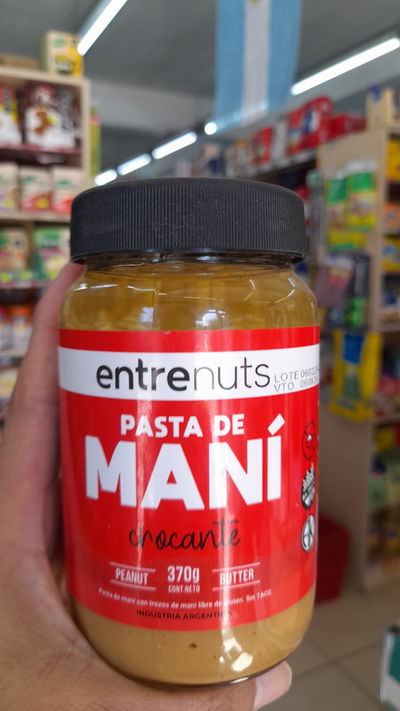 entrenuts
LOTE
VTO
PASTA DE
MANÍ
crocante
PEANUT 370g BUTTER
CONT.NETO
Pasta de maní con trozos de maní libre de gluten. Sin TACC.
INDUSTRIA ARGENTINA